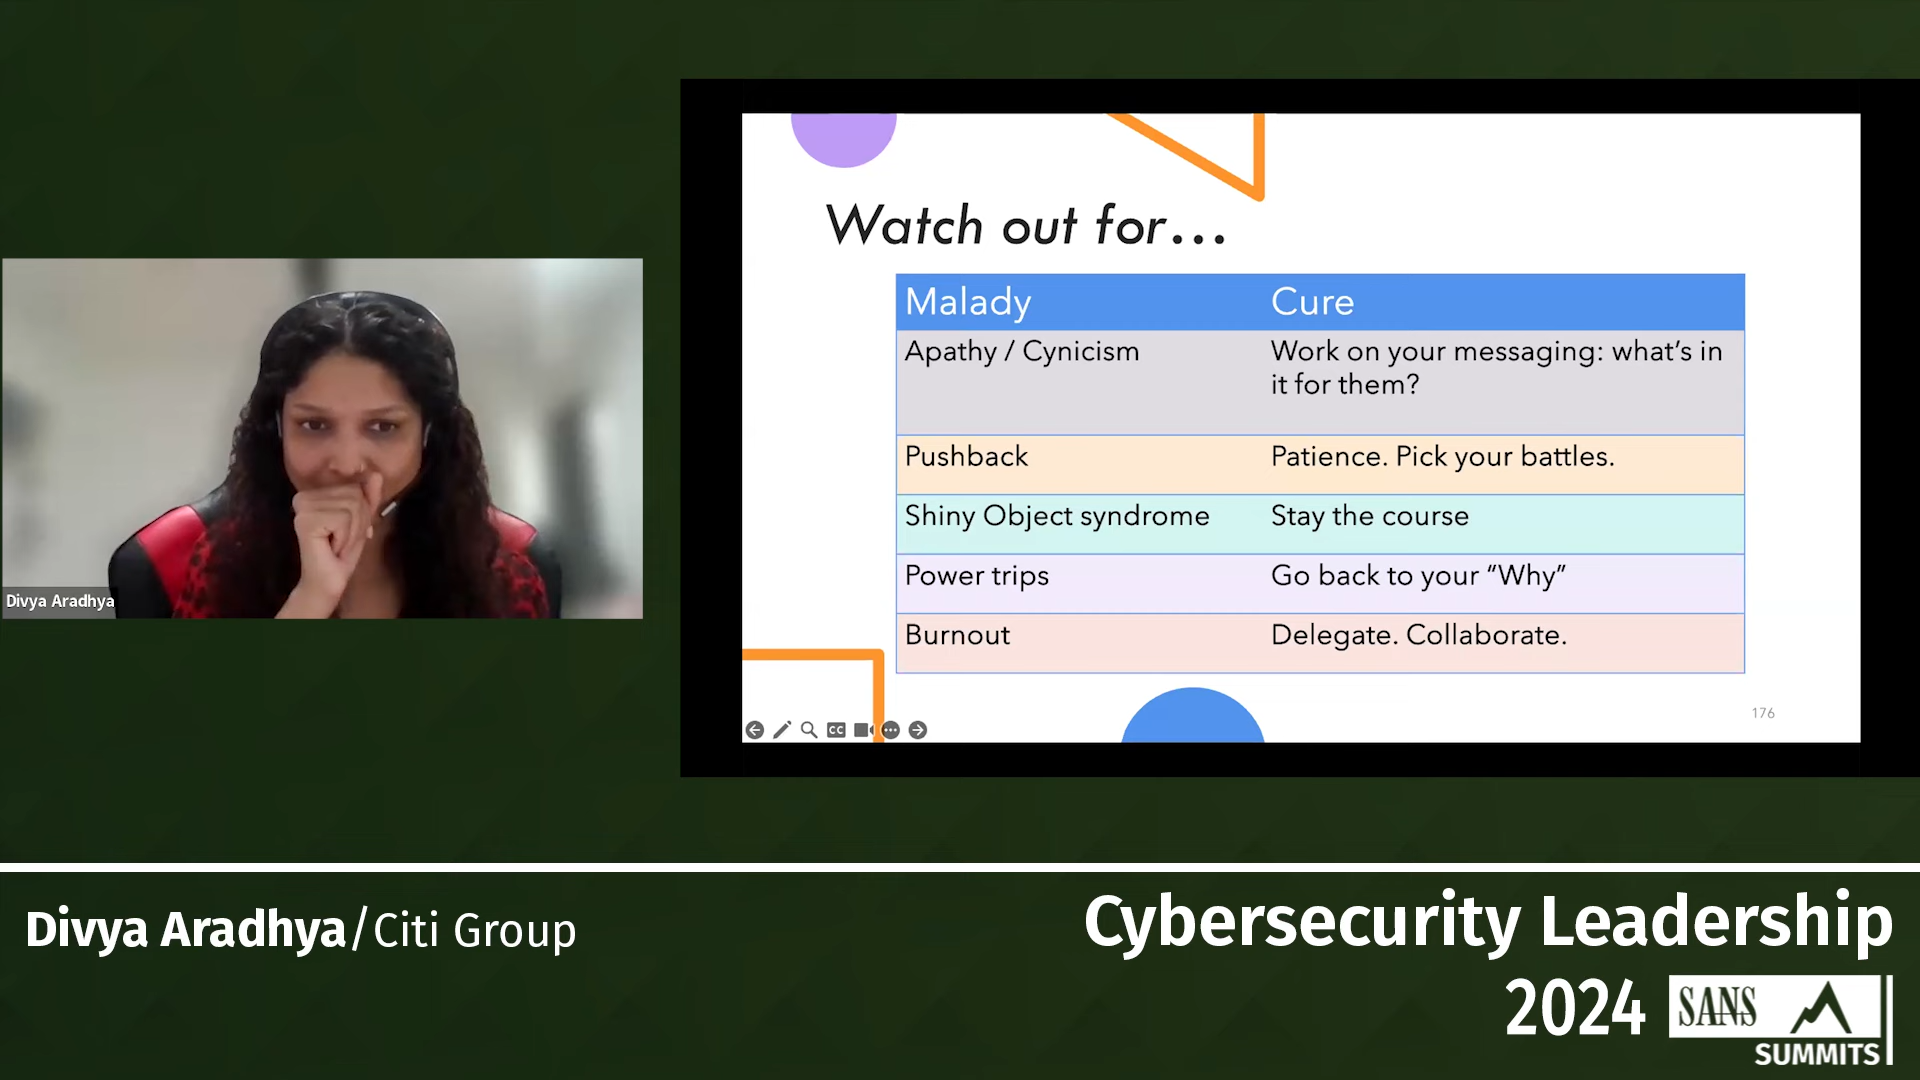 Watch out for...
Malady Cure
Apathy / Cynicism Work on your messaging: what's in
it for them?
Pushback Patience. Pick your battles.
Shiny Object syndrome Stay the course
Power trips Go back to your “Why”
Burnout Delegate. Collaborate.
176
CC
Divya Aradhya
Divya Aradhya/Citi Group
Cybersecurity Leadership
2024
SANS
SUMMITS